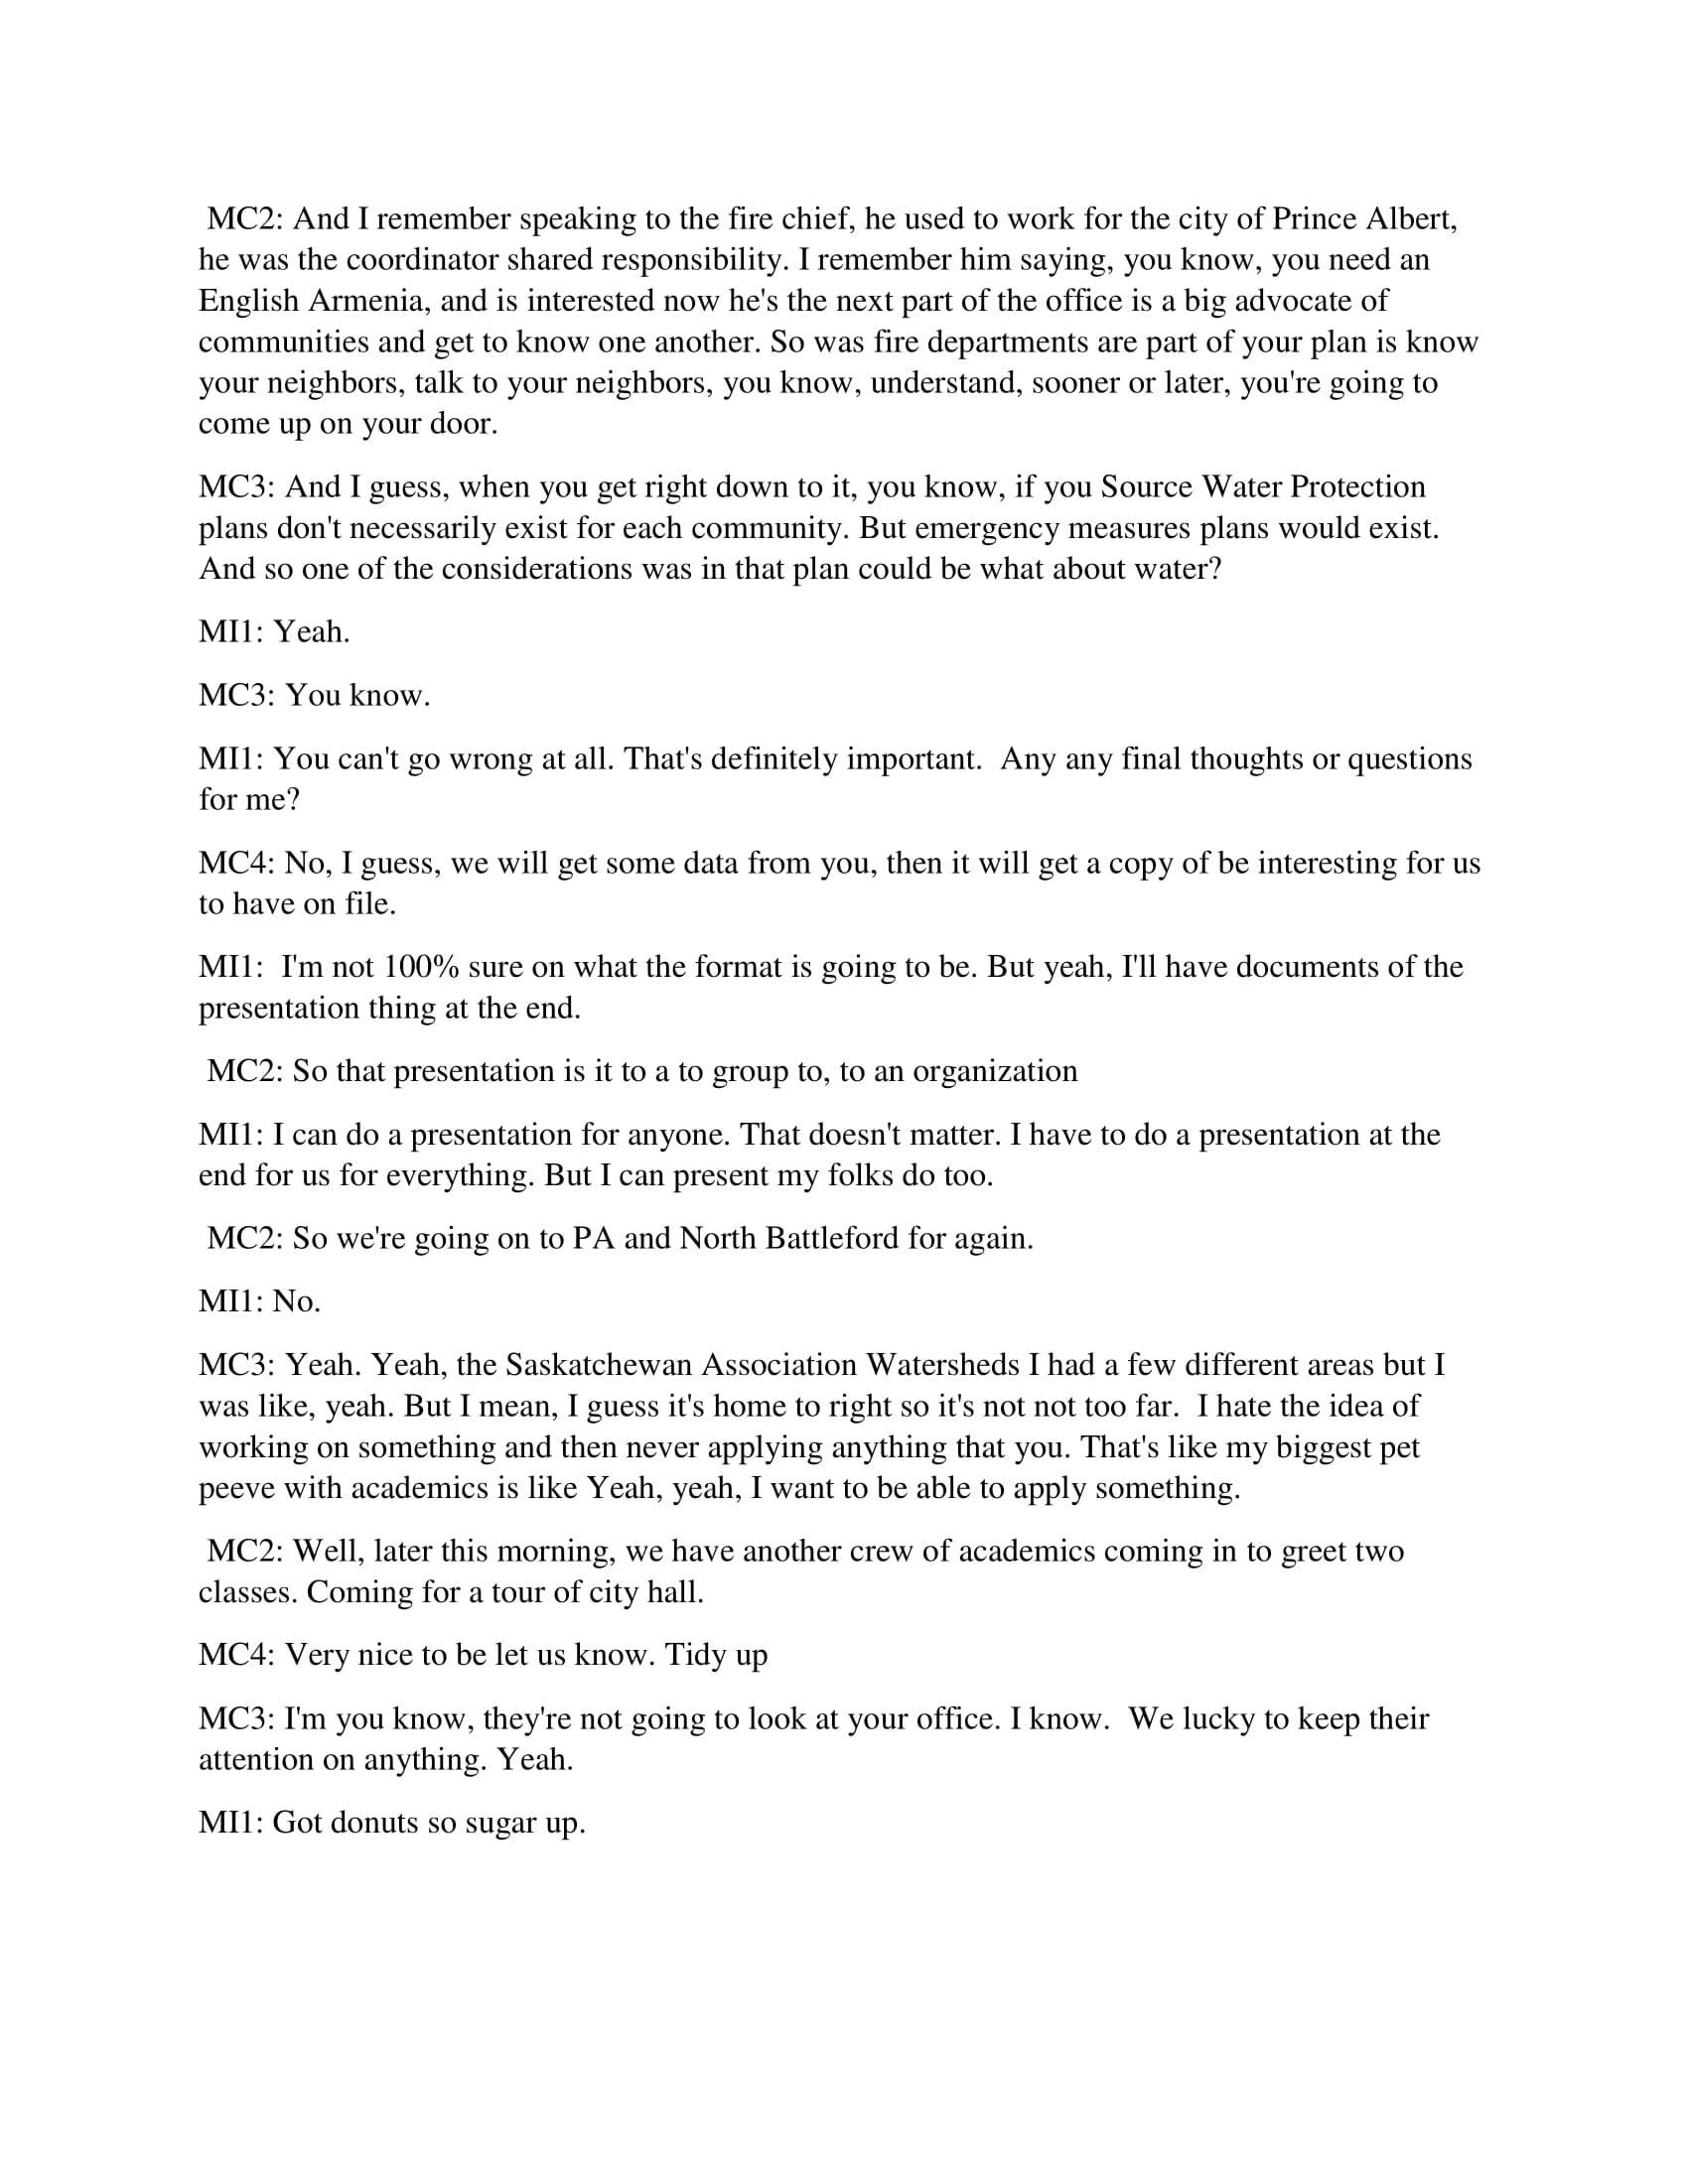 MC2: And I remember speaking to the fire chief, he used to work for the city of Prince Albert,
he was the coordinator shared responsibility. I remember him saying, you know, you need an
English Armenia, and is interested now he's the next part of the office is a big advocate of
communities and get to know one another. So was fire departments are part of your plan is know
your neighbors, talk to your neighbors, you know, understand, sooner or later, you're going to
come up on your door.
MC3: And I guess, when you get right down to it, you know, if you Source Water Protection
plans don't necessarily exist for each community. But emergency measures plans would exist.
And so one of the considerations was in that plan could be what about water?
MI1: Yeah.
MC3: You know.
MI1: You can't go wrong at all. That's definitely important.  Any any final thoughts or questions
for me?
MC4: No, I guess, we will get some data from you, then it will get a copy of be interesting for us
to have on file.
MI1:  I'm not 100% sure on what the format is going to be. But yeah, I'll have documents of the
presentation thing at the end.
MC2: So that presentation is it to a to group to, to an organization
MI1: I can do a presentation for anyone. That doesn't matter. I have to do a presentation at the
end for us for everything. But I can present my folks do too.
MC2: So we're going on to PA and North Battleford for again.
MI1: No.
MC3: Yeah. Yeah, the Saskatchewan Association Watersheds I had a few different areas but I
was like, yeah. But I mean, I guess it's home to right so it's not not too far.  I hate the idea of
working on something and then never applying anything that you. That's like my biggest pet
peeve with academics is like Yeah, yeah, I want to be able to apply something.
MC2: Well, later this morning, we have another crew of academics coming in to greet two
classes. Coming for a tour of city hall.
MC4: Very nice to be let us know. Tidy up
MC3: I'm you know, they're not going to look at your office. I know.  We lucky to keep their
attention on anything. Yeah.
MI1: Got donuts so sugar up.